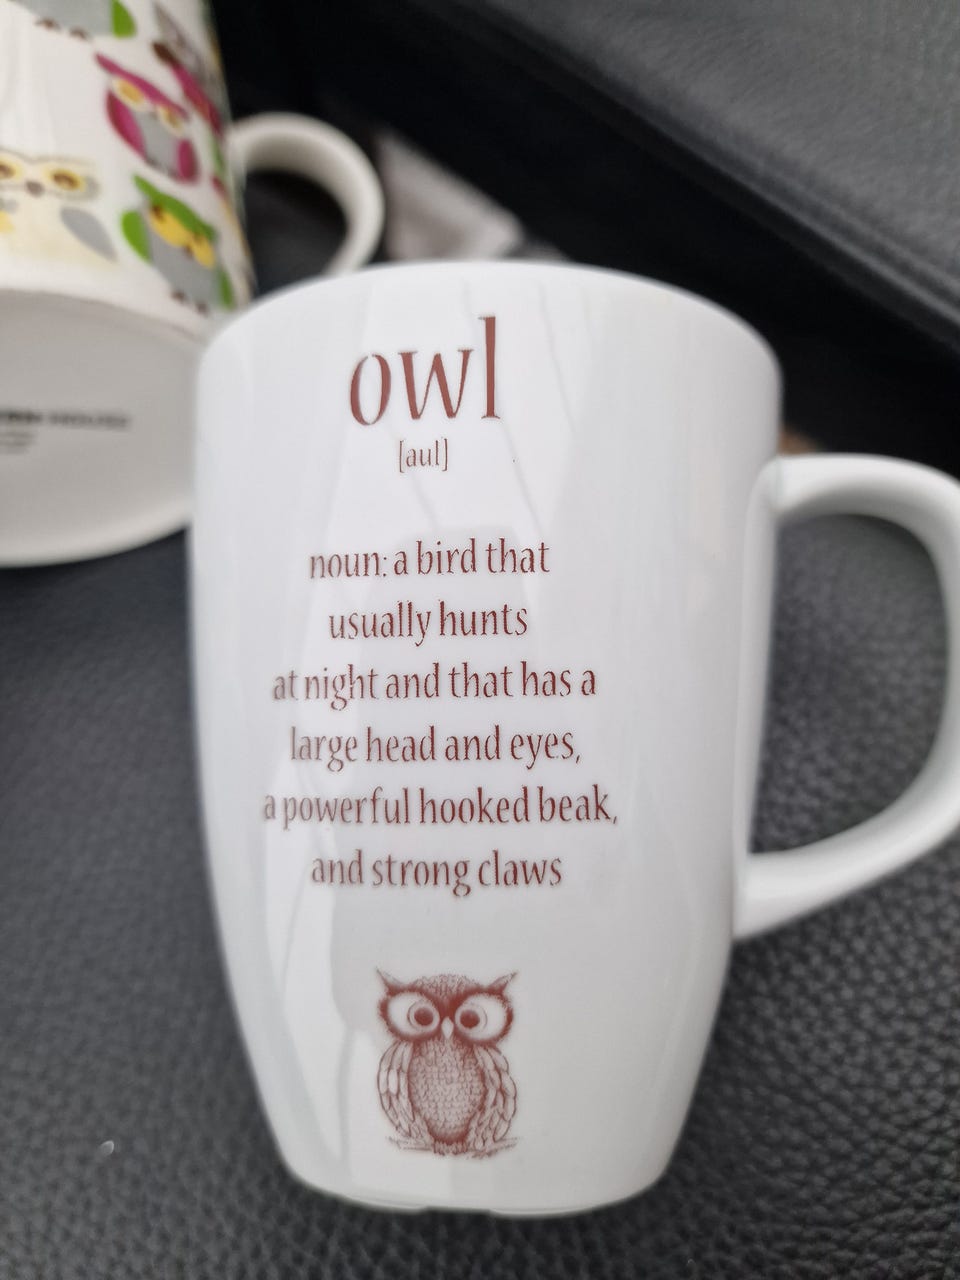 owl
[aul]
noun: a bird that
usually hunts
at night and that has a
large head and eyes,
a powerful hooked beak,
and strong claws